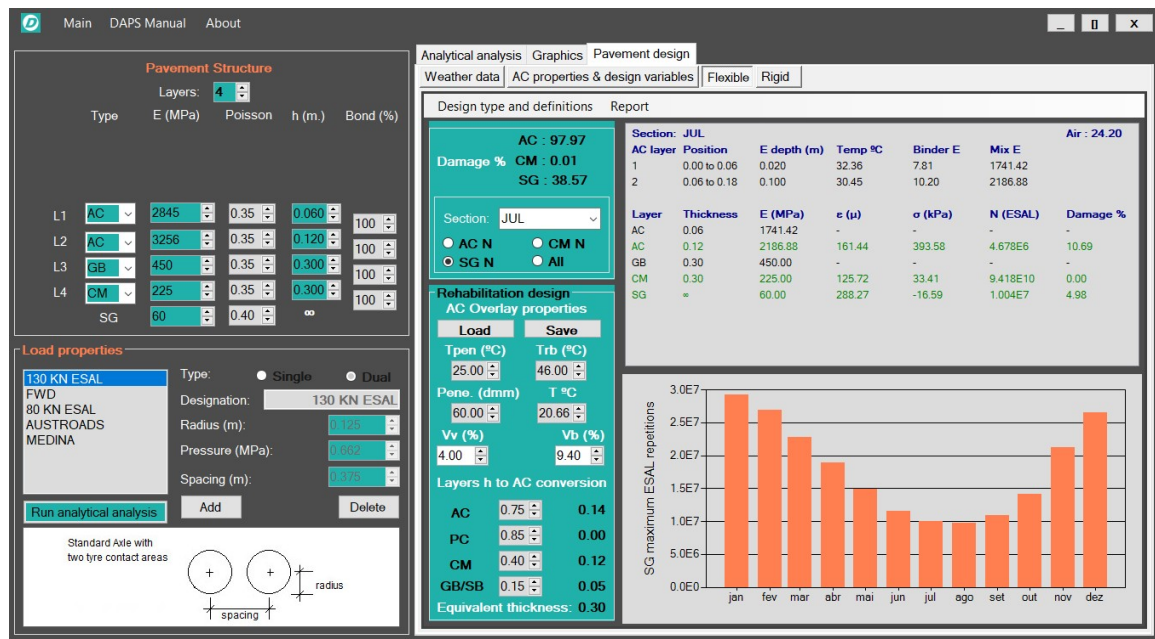 D Main DAPS Manual About _ [] X
Pavement Structure
Layers: 4
Type E (MPa) Poisson h (m.) Bond (%)
L1 AC 2845 0.35 0.060 100
L2 AC 3256 0.35 0.120 100
L3 GB 450 0.35 0.300 100
L4 CM 225 0.35 0.300 100
SG 60 0.40 ∞
Load properties
130 KN ESAL
FWD
80 KN ESAL
AUSTROADS
MEDINA
Type: Single Dual
Designation: 130 KN ESAL
Radius (m): 0.125
Pressure (MPa): 0.662
Spacing (m): 0.375
Run analytical analysis Add Delete
Standard Axle with
two tyre contact areas
radius
spacing
Analytical analysis Graphics Pavement design
Weather data AC properties & design variables Flexible Rigid
Design type and definitions Report
AC : 97.97
Damage % CM : 0.01
SG : 38.57
Section: JUL
AC N CM N
SG N All
Rehabilitation design
AC Overlay properties
Load Save
Tpen (ºC) Trb (ºC)
25.00 46.00
Pene. (dmm) T ºC
60.00 20.66
Vv (%) Vb (%)
4.00 9.40
Layers h to AC conversion
AC 0.75 0.14
PC 0.85 0.00
CM 0.40 0.12
GB/SB 0.15 0.05
Equivalent thickness: 0.30
Section: JUL Air : 24.20
AC layer Position E depth (m) Temp ºC Binder E Mix E
1 0.00 to 0.06 0.020 32.36 7.81 1741.42
2 0.06 to 0.18 0.100 30.45 10.20 2186.88
Layer Thickness E (MPa) ε (µ) σ (kPa) N (ESAL) Damage %
AC 0.06 1741.42 - - - -
AC 0.12 2186.88 161.44 393.58 4.678E6 10.69
GB 0.30 450.00 - - - -
CM 0.30 225.00 125.72 33.41 9.418E10 0.00
SG ∞ 60.00 288.27 -16.59 1.004E7 4.98
SG maximum ESAL repetitions
3.0E7
2.5E7
2.0E7
1.5E7
1.0E7
5.0E6
0.0E0
jan fev mar abr mai jun jul ago set out nov dez